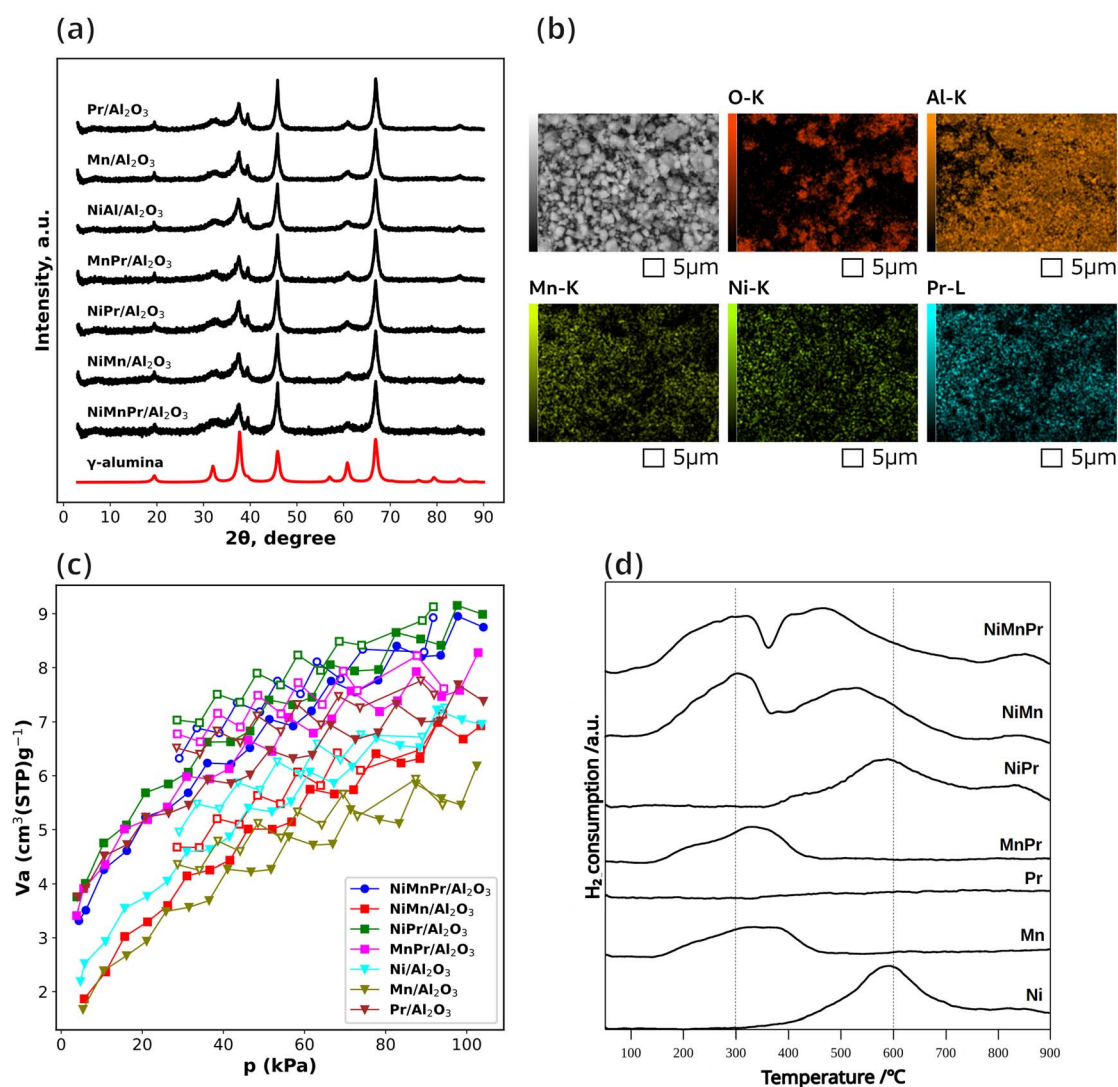 (a)
Intensity, a.u.
Pr/Al₂O₃
Mn/Al₂O₃
NiAl/Al₂O₃
MnPr/Al₂O₃
NiPr/Al₂O₃
NiMn/Al₂O₃
NiMnPr/Al₂O₃
γ-alumina
0 10 20 30 40 50 60 70 80 90
2θ, degree
(b)
O-K
Al-K
5μm
5μm
5μm
Mn-K
Ni-K
Pr-L
5μm
5μm
5μm
(c)
Va (cm³(STP)g⁻¹)
9
8
7
6
5
4
3
2
NiMnPr/Al₂O₃
NiMn/Al₂O₃
NiPr/Al₂O₃
MnPr/Al₂O₃
Ni/Al₂O₃
Mn/Al₂O₃
Pr/Al₂O₃
0 20 40 60 80 100
p (kPa)
(d)
H₂ consumption /a.u.
NiMnPr
NiMn
NiPr
MnPr
Pr
Mn
Ni
100 200 300 400 500 600 700 800 900
Temperature /°C